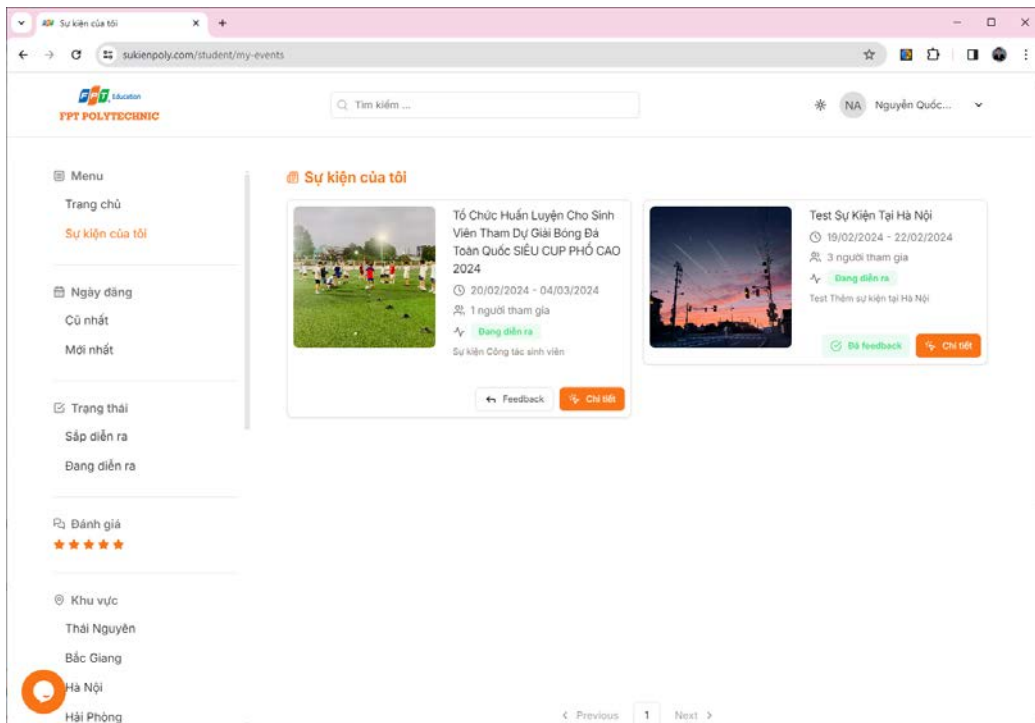 Sự kiện của tôi
sukienpoly.com/student/my-events
FPT Education
FPT POLYTECHNIC
Tìm kiếm ...
NA Nguyễn Quốc...
Menu
Trang chủ
Sự kiện của tôi
Ngày đăng
Cũ nhất
Mới nhất
Trạng thái
Sắp diễn ra
Đang diễn ra
Đánh giá
Khu vực
Thái Nguyên
Bắc Giang
Hà Nội
Hải Phòng
Sự kiện của tôi
Tổ Chức Huấn Luyện Cho Sinh
Viên Tham Dự Giải Bóng Đá
Toàn Quốc SIÊU CUP PHỔ CAO
2024
20/02/2024 - 04/03/2024
1 người tham gia
Đang diễn ra
Sự kiện Công tác sinh viên
Feedback Chi tiết
Test Sự Kiện Tại Hà Nội
19/02/2024 - 22/02/2024
3 người tham gia
Đang diễn ra
Test Thêm sự kiện tại Hà Nội
Đã feedback Chi tiết
Previous 1 Next